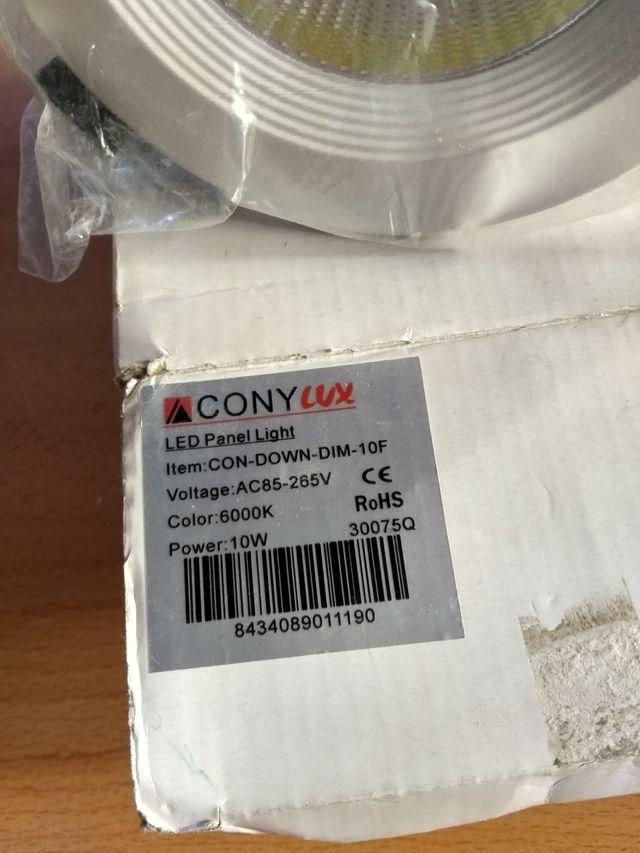 CONYLUX
LED Panel Light
Item:CON-DOWN-DIM-10F
Voltage:AC85-265V CE
Color:6000K RoHS
Power:10W 30075Q
8434089011190